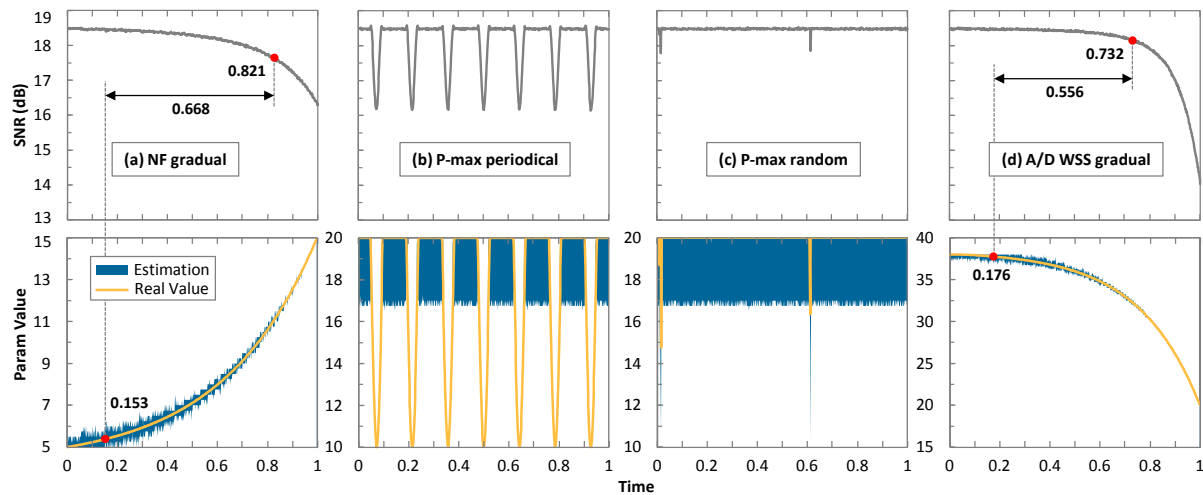 19
18
17
16
15
14
13
SNR (dB)
0.821
0.668
(a) NF gradual
(b) P-max periodical
(c) P-max random
0.732
0.556
(d) A/D WSS gradual
15
13
11
9
7
5
Param Value
Estimation
Real Value
0.153
0 0.2 0.4 0.6 0.8 1
20
18
16
14
12
10
0 0.2 0.4 0.6 0.8 1
20
18
16
14
12
10
0 0.2 0.4 0.6 0.8 1
40
35
30
25
20
15
0.176
0 0.2 0.4 0.6 0.8 1
Time